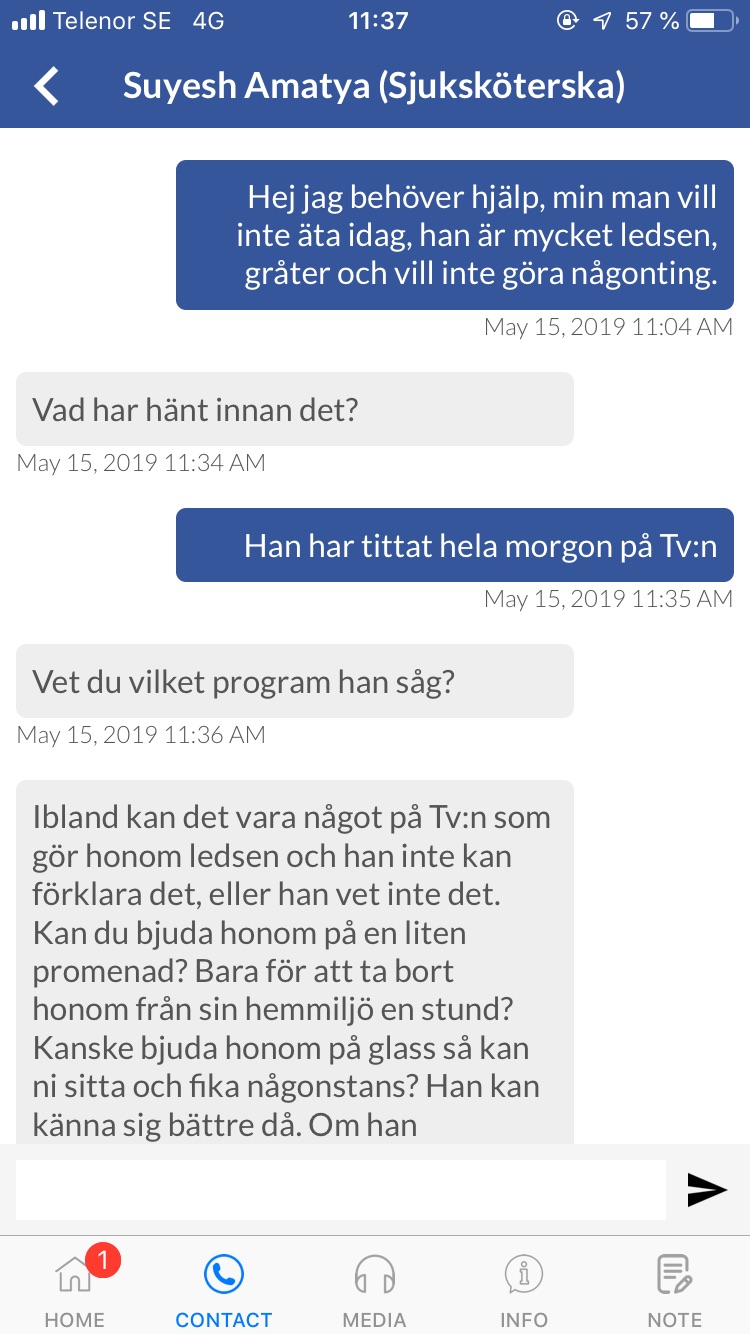 Telenor SE 4G 11:37 57 %
Suyesh Amatya (Sjuksköterska)
Hej jag behöver hjälp, min man vill
inte äta idag, han är mycket ledsen,
gråter och vill inte göra någonting.
May 15, 2019 11:04 AM
Vad har hänt innan det?
May 15, 2019 11:34 AM
Han har tittat hela morgon på Tv:n
May 15, 2019 11:35 AM
Vet du vilket program han såg?
May 15, 2019 11:36 AM
Ibland kan det vara något på Tv:n som
gör honom ledsen och han inte kan
förklara det, eller han vet inte det.
Kan du bjuda honom på en liten
promenad? Bara för att ta bort
honom från sin hemmiljö en stund?
Kanske bjuda honom på glass så kan
ni sitta och fika någonstans? Han kan
känna sig bättre då. Om han
1
HOME CONTACT MEDIA INFO NOTE